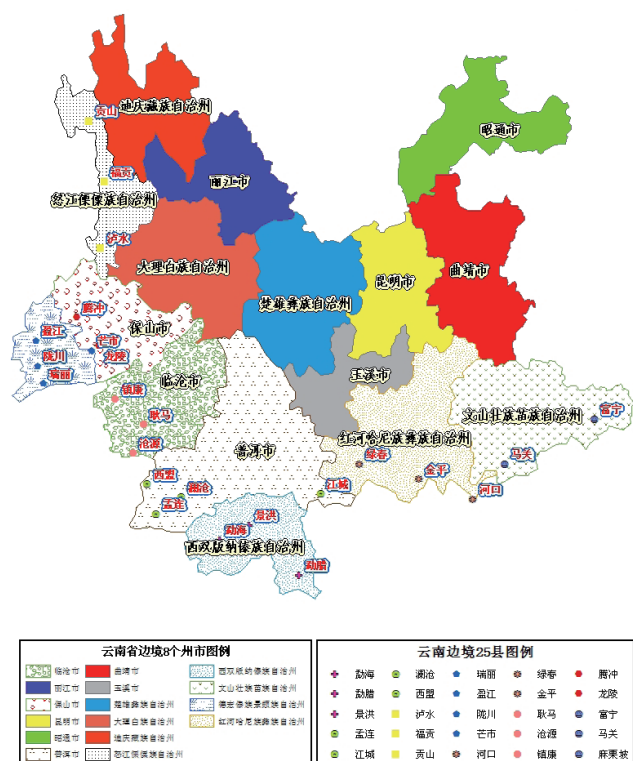 迪庆藏族自治州
贡山
昭通市
福贡
丽江市
怒江傈僳族自治州
泸水
大理白族自治州
昆明市
曲靖市
楚雄彝族自治州
腾冲
保山市
盈江
芒市
陇川
龙陵
瑞丽
临沧市
玉溪市
镇康
耿马
文山壮族苗族自治州
富宁
红河哈尼族彝族自治州
普洱市
沧源
绿春
马关
西盟
金平
澜沧
江城
河口
孟连
景洪
勐海
西双版纳傣族自治州
勐腊
云南省边境8个州市图例
临沧市 曲靖市 西双版纳傣族自治州
丽江市 玉溪市 文山壮族苗族自治州
保山市 楚雄彝族自治州 德宏傣族景颇族自治州
昆明市 大理白族自治州 红河哈尼族彝族自治州
昭通市 迪庆藏族自治州
普洱市 怒江傈僳族自治州
云南边境25县图例
勐海 澜沧 瑞丽 绿春 腾冲
勐腊 西盟 盈江 金平 龙陵
景洪 泸水 陇川 耿马 富宁
孟连 福贡 芒市 沧源 马关
江城 贡山 河口 镇康 麻栗坡